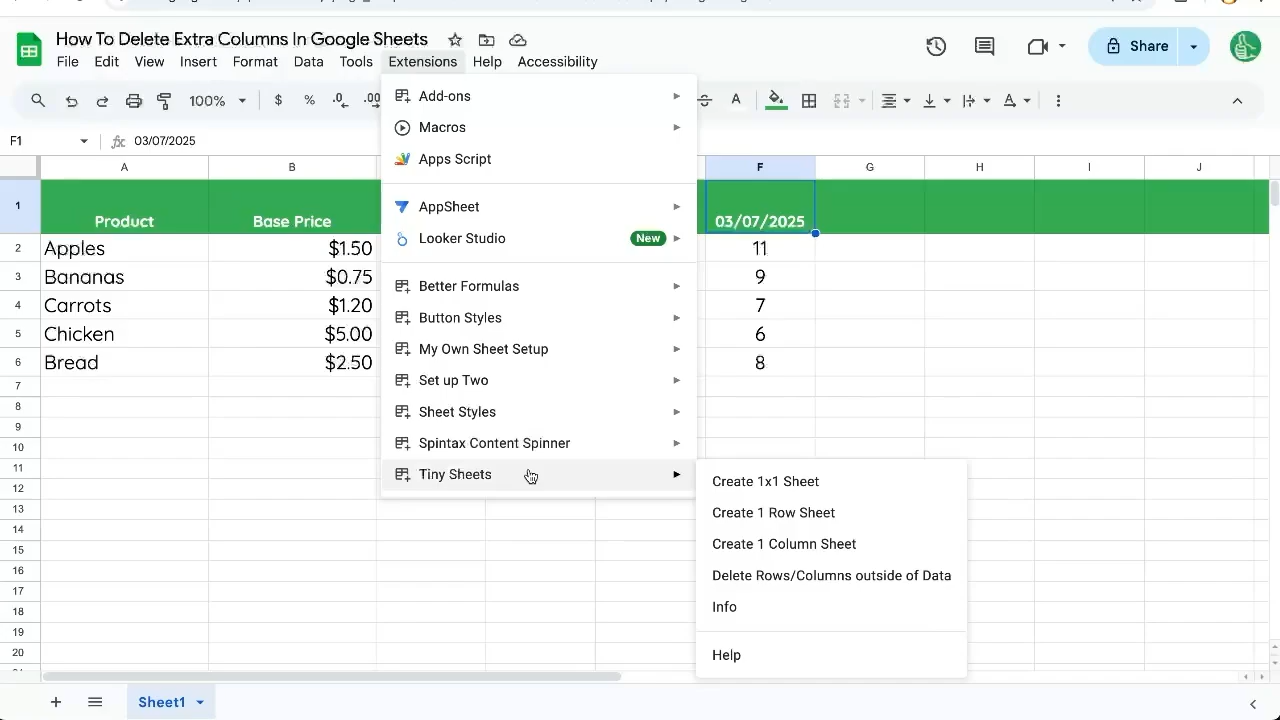 How To Delete Extra Columns In Google Sheets
File Edit View Insert Format Data Tools Extensions Help Accessibility
Share
100% $ % .0 .00 A
F1 fx 03/07/2025
A B F G H I J
1 Product Base Price 03/07/2025
2 Apples $1.50 11
3 Bananas $0.75 9
4 Carrots $1.20 7
5 Chicken $5.00 6
6 Bread $2.50 8
7
8
9
10
11
12
13
14
15
16
17
18
19
20
Add-ons
Macros
Apps Script
AppSheet
Looker Studio New
Better Formulas
Button Styles
My Own Sheet Setup
Set up Two
Sheet Styles
Spintax Content Spinner
Tiny Sheets
Create 1x1 Sheet
Create 1 Row Sheet
Create 1 Column Sheet
Delete Rows/Columns outside of Data
Info
Help
Sheet1